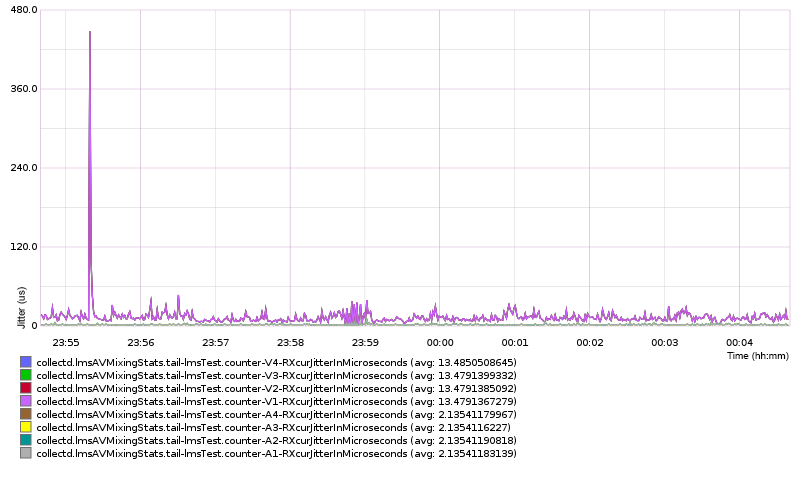 480.0
360.0
240.0
120.0
0
Jitter (us)
23:55 23:56 23:57 23:58 23:59 00:00 00:01 00:02 00:03 00:04
Time (hh:mm)
collectd.lmsAVMixingStats.tail-lmsTest.counter-V4-RXcurJitterInMicroseconds (avg: 13.4850508645)
collectd.lmsAVMixingStats.tail-lmsTest.counter-V3-RXcurJitterInMicroseconds (avg: 13.4791399332)
collectd.lmsAVMixingStats.tail-lmsTest.counter-V2-RXcurJitterInMicroseconds (avg: 13.4791385092)
collectd.lmsAVMixingStats.tail-lmsTest.counter-V1-RXcurJitterInMicroseconds (avg: 13.4791367279)
collectd.lmsAVMixingStats.tail-lmsTest.counter-A4-RXcurJitterInMicroseconds (avg: 2.13541179967)
collectd.lmsAVMixingStats.tail-lmsTest.counter-A3-RXcurJitterInMicroseconds (avg: 2.1354116227)
collectd.lmsAVMixingStats.tail-lmsTest.counter-A2-RXcurJitterInMicroseconds (avg: 2.13541190818)
collectd.lmsAVMixingStats.tail-lmsTest.counter-A1-RXcurJitterInMicroseconds (avg: 2.13541183139)